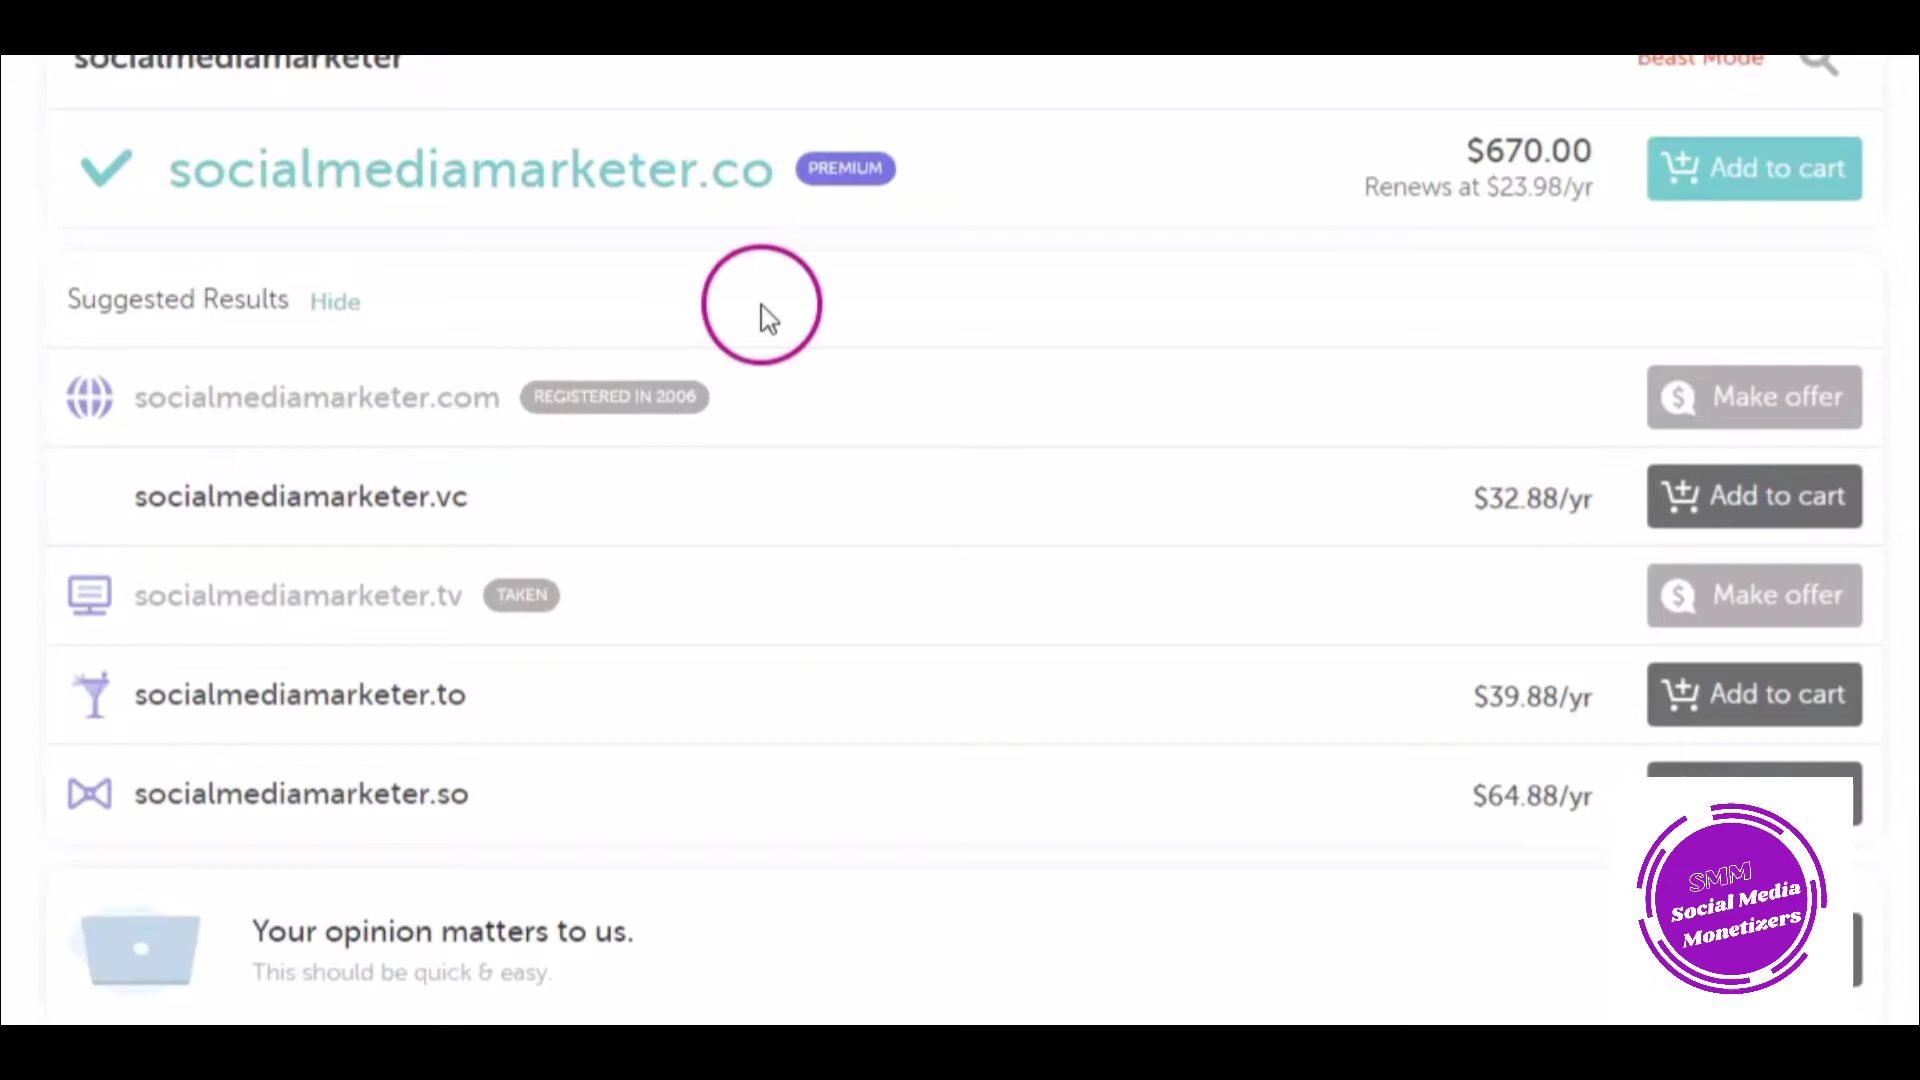 socialmediamarketer
Beast Mode
socialmediamarketer.co PREMIUM
$670.00
Renews at $23.98/yr
Add to cart
Suggested Results Hide
socialmediamarketer.com REGISTERED IN 2006
Make offer
socialmediamarketer.vc
$32.88/yr
Add to cart
socialmediamarketer.tv TAKEN
Make offer
socialmediamarketer.to
$39.88/yr
Add to cart
socialmediamarketer.so
$64.88/yr
Your opinion matters to us.
This should be quick & easy.
SMM
Social Media
Monetizers